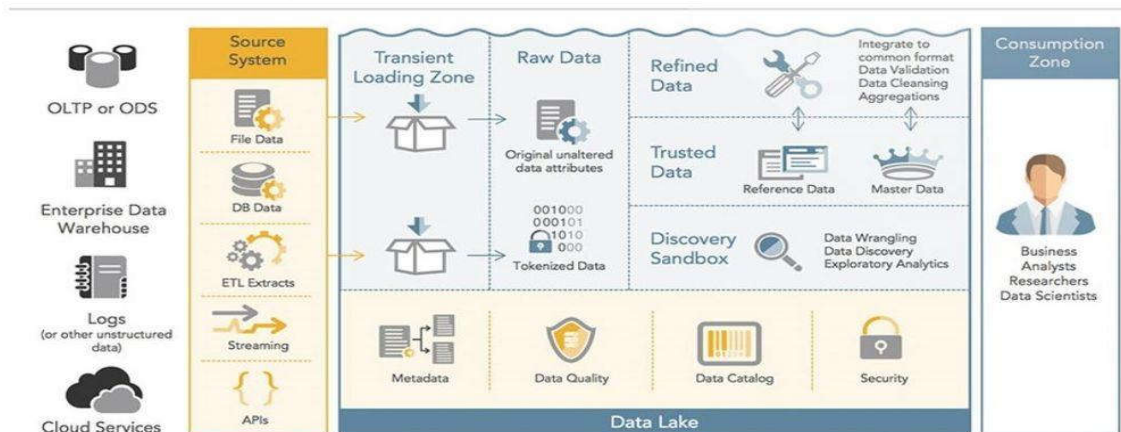 OLTP or ODS
Enterprise Data
Warehouse
Logs
(or other unstructured
data)
Cloud Services
Source
System
File Data
DB Data
ETL Extracts
Streaming
{ }
APIs
Transient
Loading Zone
Raw Data
Original unaltered
data attributes
001000
000101
1010
000
Tokenized Data
Refined
Data
Integrate to
common format
Data Validation
Data Cleansing
Aggregations
Trusted
Data
Reference Data
Master Data
Discovery
Sandbox
Data Wrangling
Data Discovery
Exploratory Analytics
Metadata
Data Quality
Data Catalog
Security
Data Lake
Consumption
Zone
Business
Analysts
Researchers
Data Scientists